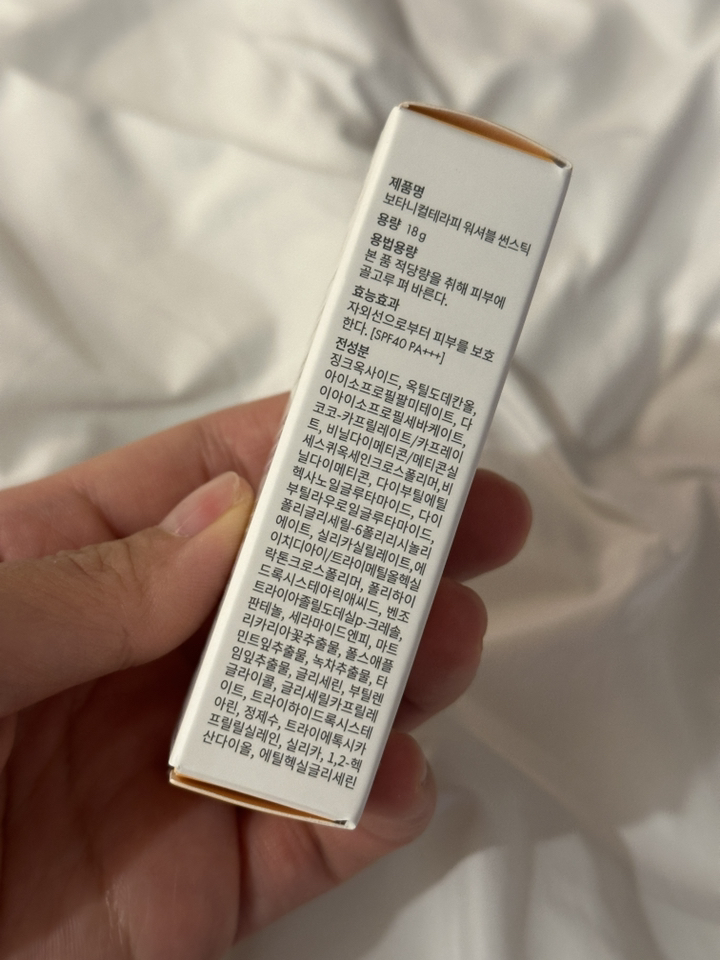 제품명
보타니컬테라피 워셔블 썬스틱
용량 18g
용법용량
본 품 적당량을 취해 피부에
골고루 펴 바른다.
효능효과
자외선으로부터 피부를 보호
한다. [SPF40 PA+++]
전성분
징크옥사이드, 옥틸도데칸올,
아이소프로필팔미테이트, 다
이아이소프로필세바케이트,
코코-카프릴레이트/카프레이
트, 비닐다이메티콘/메티콘실
세스퀴옥세인크로스폴리머,비
닐다이메티콘, 다이부틸에틸
헥사노일글루타마이드, 다이
부틸라우로일글루타마이드,
폴리글리세릴-6폴리리시놀리
에이트, 실리카실릴레이트,에
이치디아이/트라이메틸올헥실
락톤크로스폴리머, 폴리하이
드록시스테아릭애씨드, 벤조
트라이아졸릴도데실p-크레솔,
판테놀, 세라마이드엔피, 마트
리카리아꽃추출물, 폴스애플
민트잎추출물, 녹차추출물, 타
임잎추출물, 글리세린, 부틸렌
글라이콜, 글리세릴카프릴레
이트, 트라이하이드록시스테
아린, 정제수, 트라이에톡시카
프릴릴실레인, 실리카, 1,2-헥
산다이올, 에틸헥실글리세린